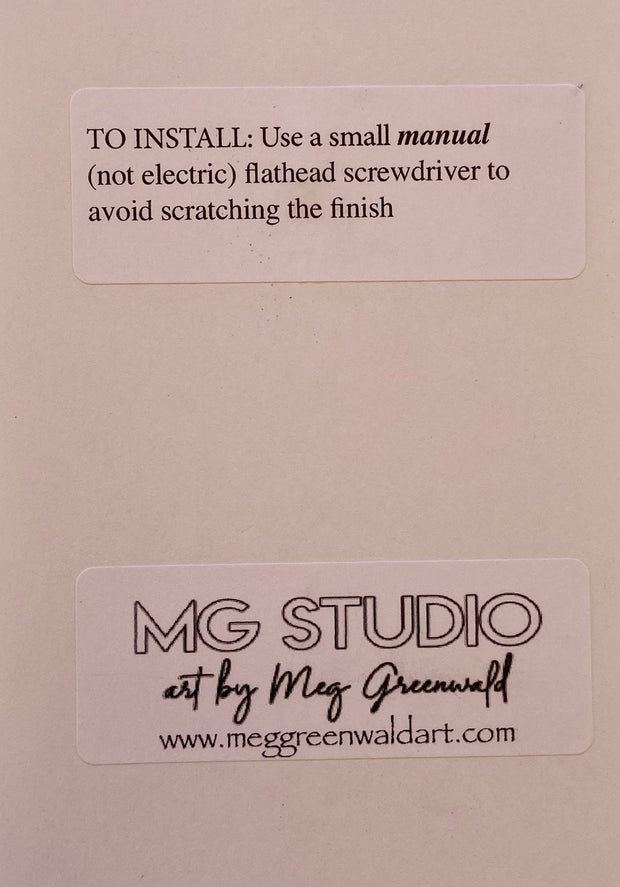 TO INSTALL: Use a small manual
(not electric) flathead screwdriver to
avoid scratching the finish
MG STUDIO
art by Meg Greenwald
www.meggreenwaldart.com